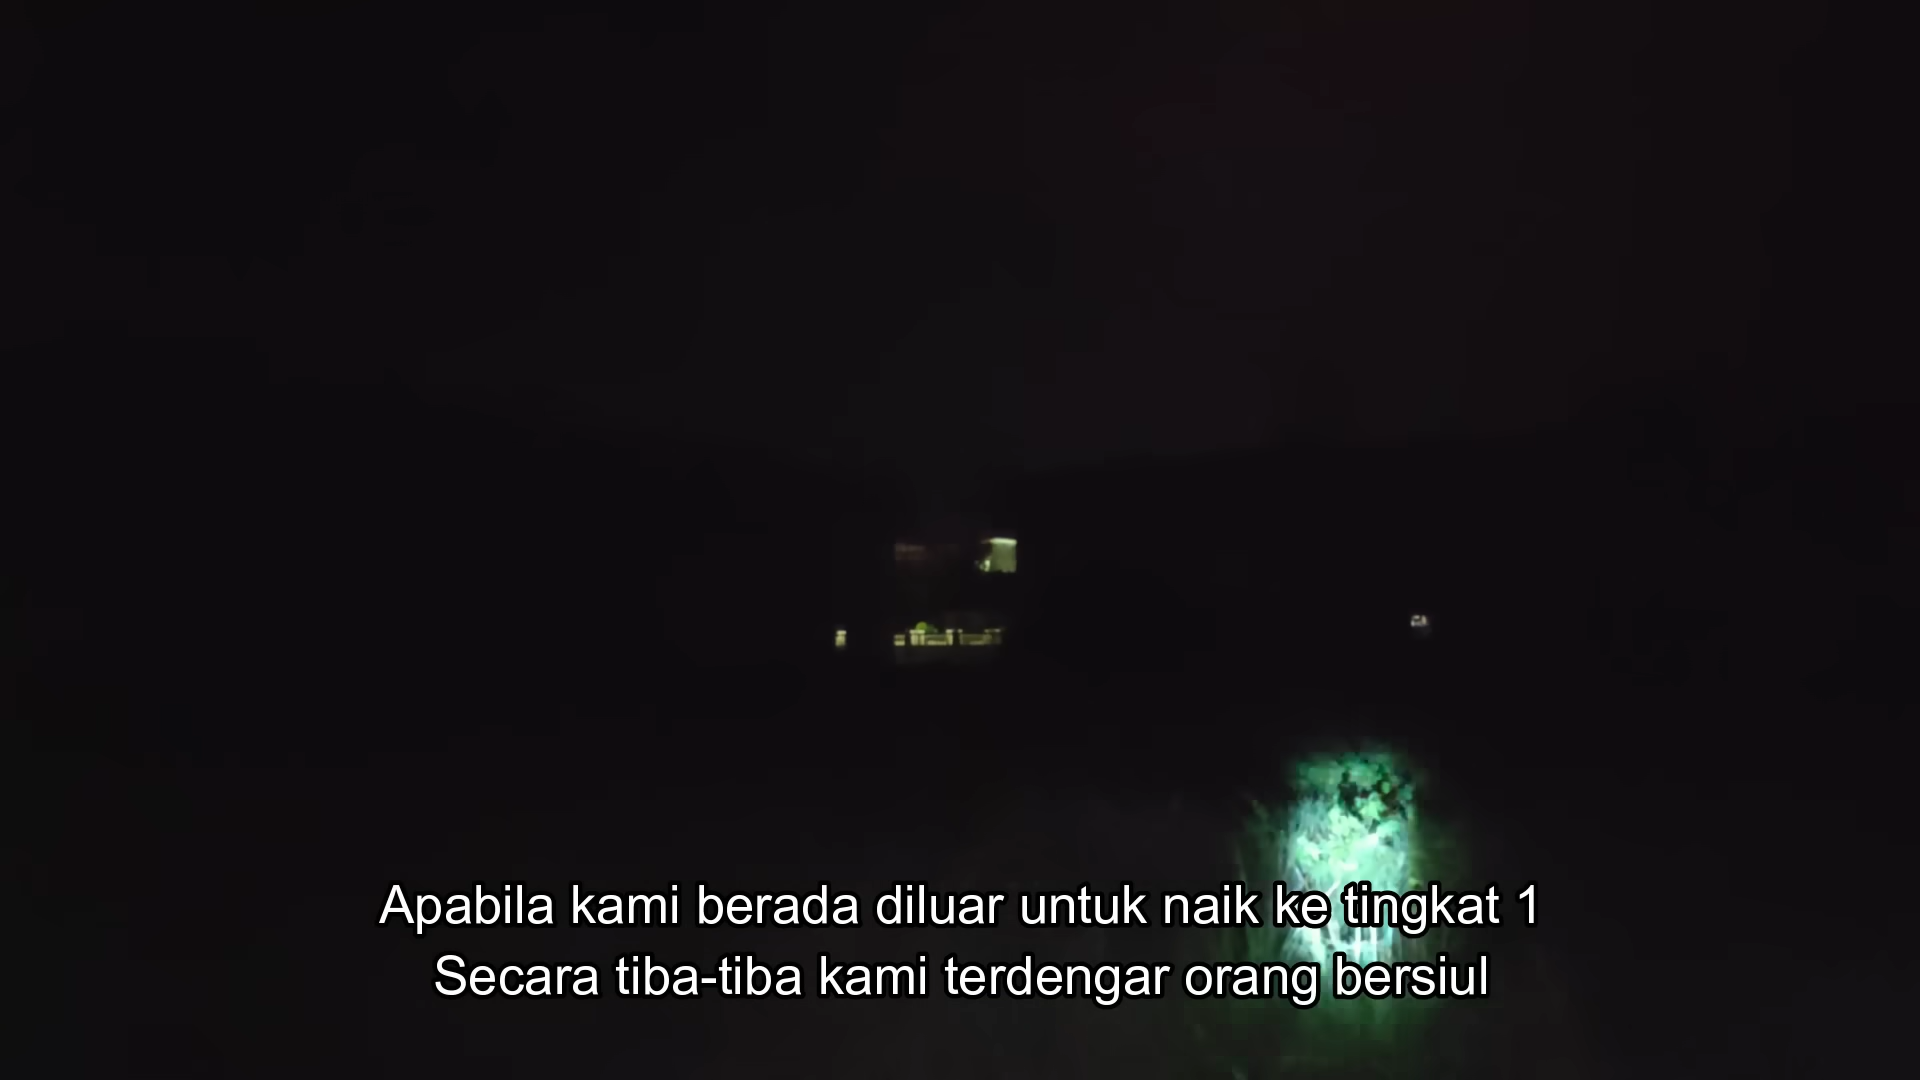 Apabila kami berada diluar untuk naik ke tingkat 1
Secara tiba-tiba kami terdengar orang bersiul